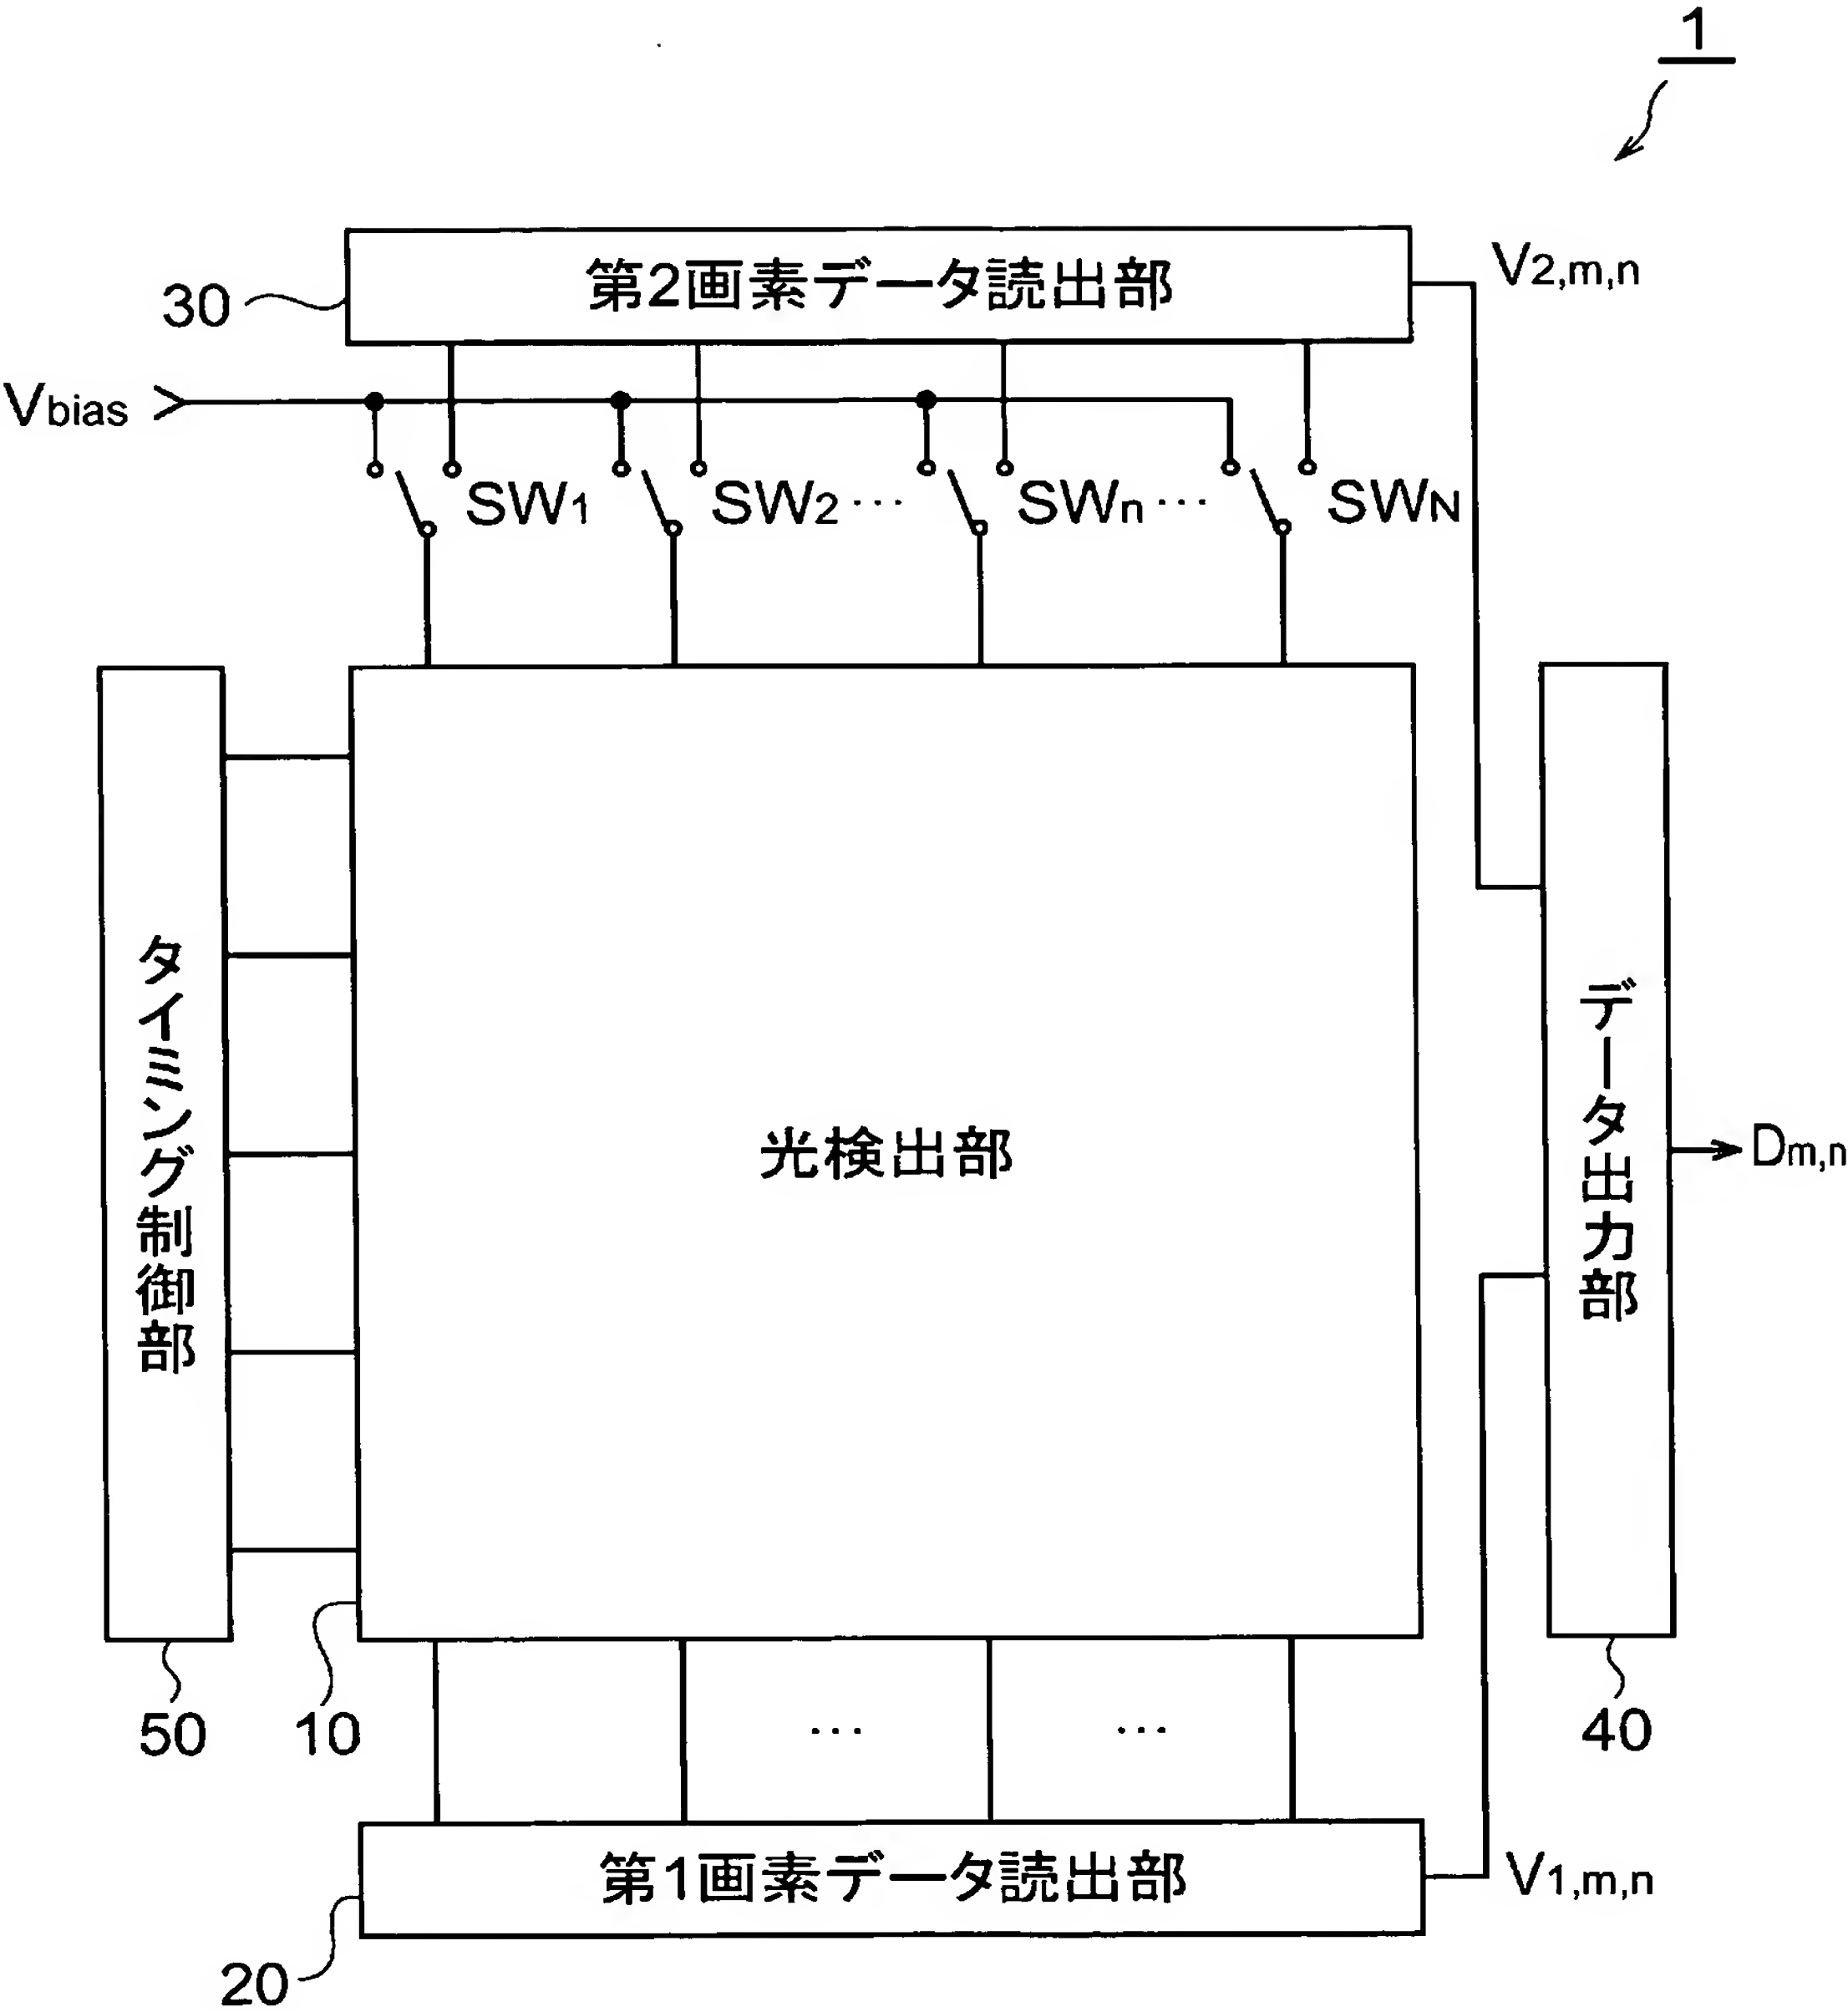 1
第2画素データ読出部
V2,m,n
30
Vbias
SW1
SW2
...
SWn
...
SWN
タイミング制御部
光検出部
データ出力部
Dm,n
50
10
...
...
40
第1画素データ読出部
V1,m,n
20